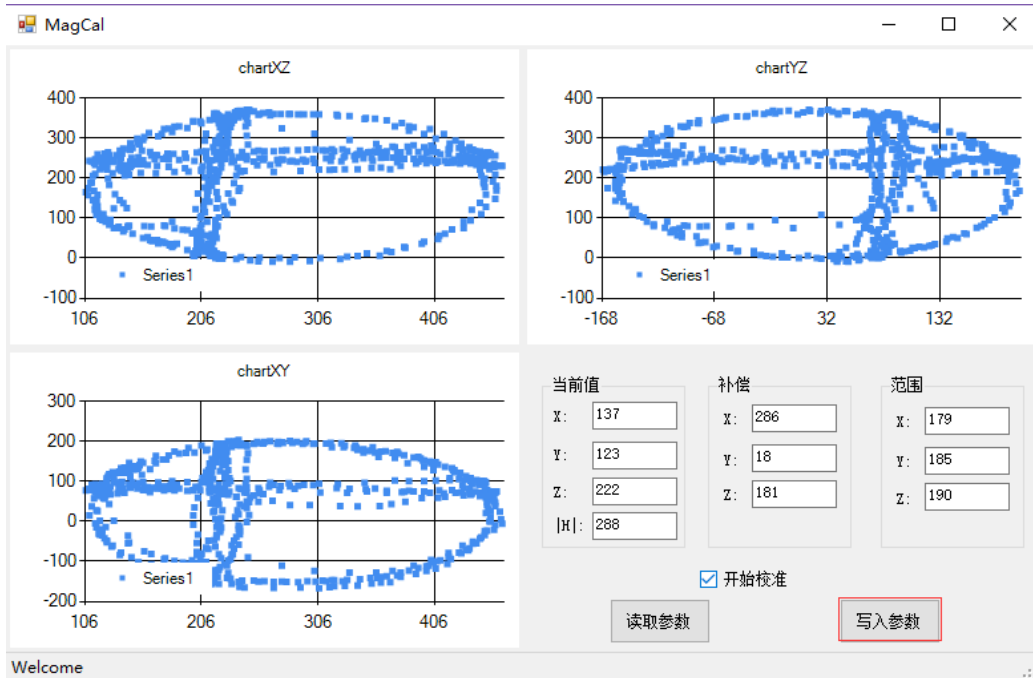 MagCal
chartXZ
400
300
200
100
0
-100
Series1
106 206 306 406
chartYZ
400
300
200
100
0
-100
Series1
-168 -68 32 132
chartXY
300
200
100
0
-100
-200
Series1
106 206 306 406
当前值
X: 137
Y: 123
Z: 222
|H|: 288
补偿
X: 286
Y: 18
Z: 181
范围
X: 179
Y: 185
Z: 190
开始校准
读取参数
写入参数
Welcome